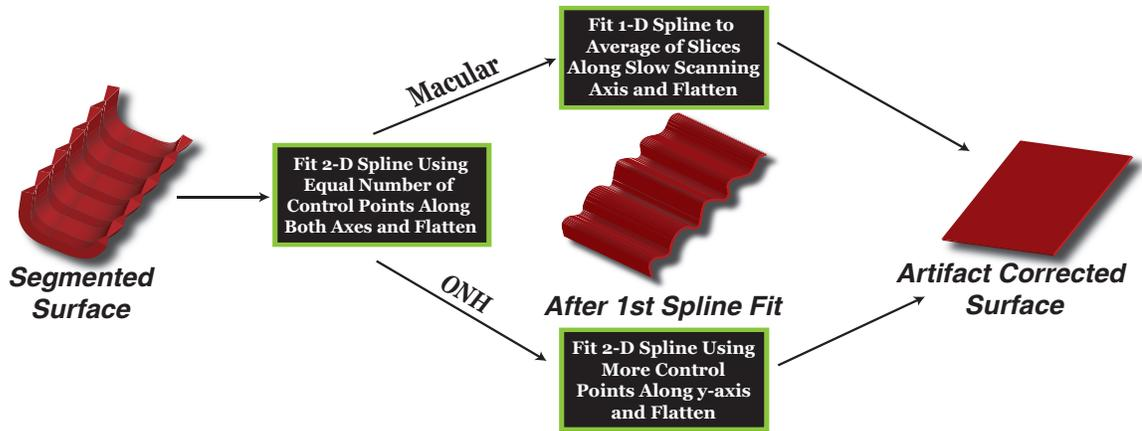 Segmented
Surface
Fit 2-D Spline Using
Equal Number of
Control Points Along
Both Axes and Flatten
Macular
Fit 1-D Spline to
Average of Slices
Along Slow Scanning
Axis and Flatten
After 1st Spline Fit
ONH
Fit 2-D Spline Using
More Control
Points Along y-axis
and Flatten
Artifact Corrected
Surface